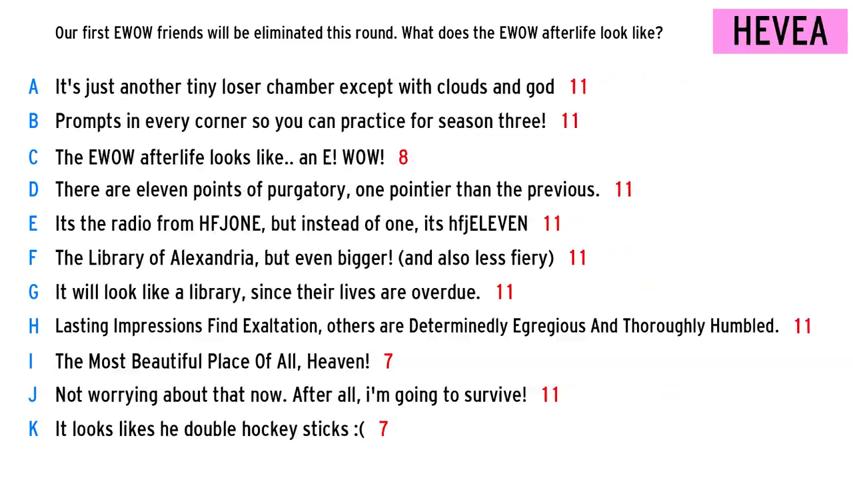 Our first EWOW friends will be eliminated this round. What does the EWOW afterlife look like?
HEVEA
A It's just another tiny loser chamber except with clouds and god 11
B Prompts in every corner so you can practice for season three! 11
C The EWOW afterlife looks like.. an E! WOW! 8
D There are eleven points of purgatory, one pointier than the previous. 11
E Its the radio from HFJONE, but instead of one, its hfjELEVEN 11
F The Library of Alexandria, but even bigger! (and also less fiery) 11
G It will look like a library, since their lives are overdue. 11
H Lasting Impressions Find Exaltation, others are Determinedly Egregious And Thoroughly Humbled. 11
I The Most Beautiful Place Of All, Heaven! 7
J Not worrying about that now. After all, i'm going to survive! 11
K It looks likes he double hockey sticks :( 7